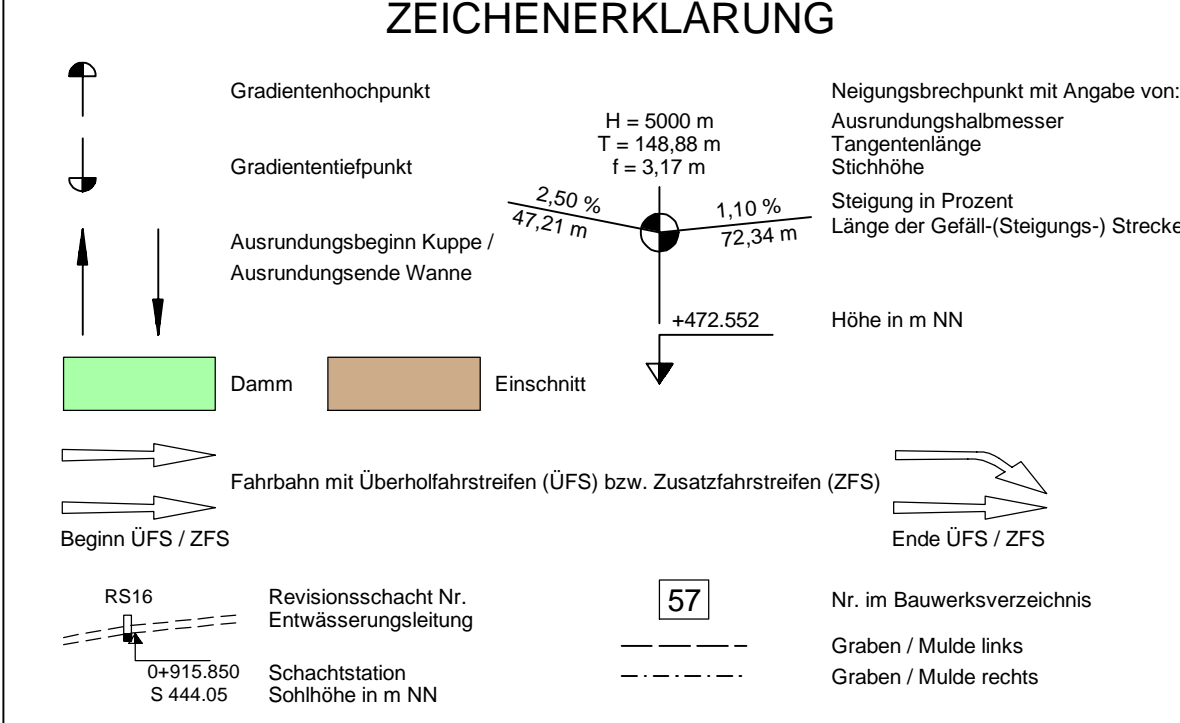 ZEICHENERKLÄRUNG
Gradientenhochpunkt
Gradiententiefpunkt
Ausrundungsbeginn Kuppe /
Ausrundungsende Wanne
H = 5000 m
T = 148,88 m
f = 3,17 m
2,50 %
47,21 m
1,10 %
72,34 m
+472.552
Neigungsbrechpunkt mit Angabe von:
Ausrundungshalbmesser
Tangentenlänge
Stichhöhe
Steigung in Prozent
Länge der Gefäll-(Steigungs-) Strecke
Höhe in m NN
Damm
Einschnitt
Fahrbahn mit Überholfahrstreifen (ÜFS) bzw. Zusatzfahrstreifen (ZFS)
Beginn ÜFS / ZFS
Ende ÜFS / ZFS
RS16
0+915.850
S 444.05
Revisionsschacht Nr.
Entwässerungsleitung
Schachtstation
Sohlhöhe in m NN
57
Nr. im Bauwerksverzeichnis
Graben / Mulde links
Graben / Mulde rechts